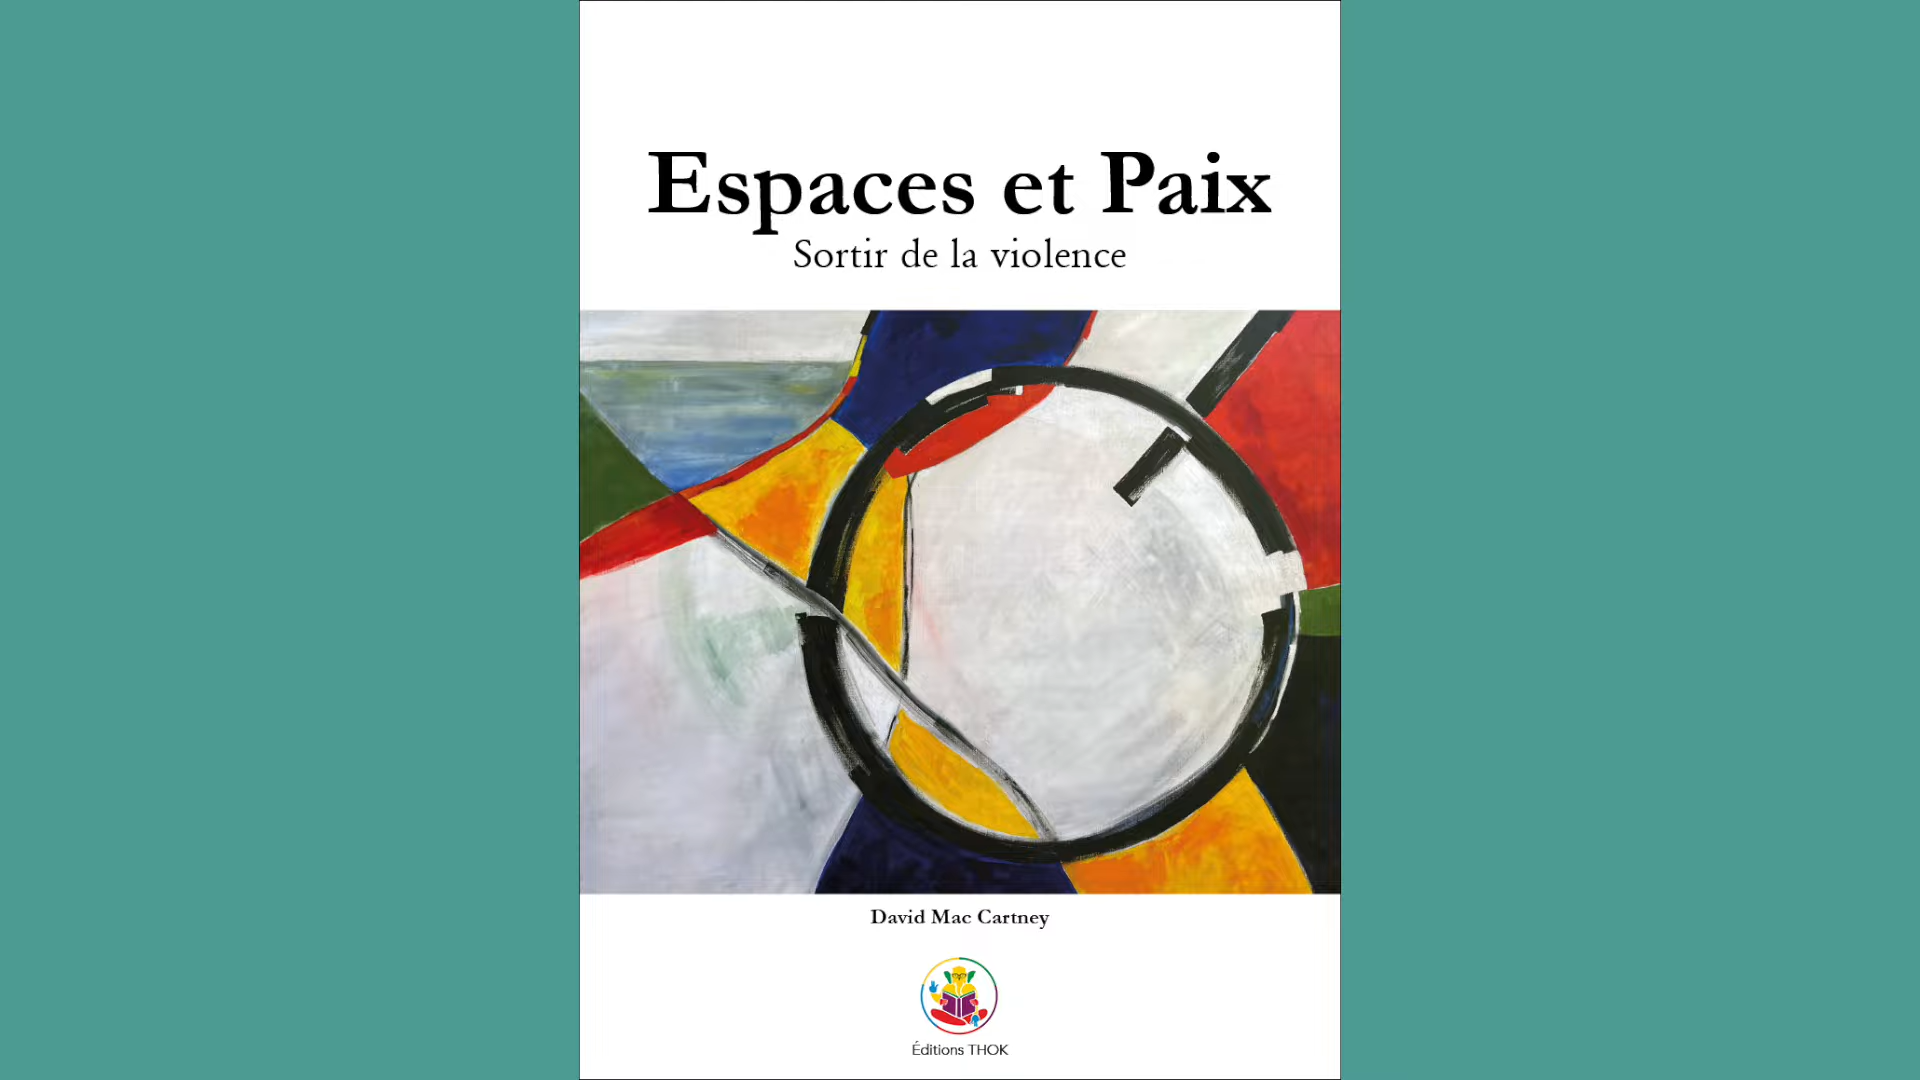 Espaces et Paix
Sortir de la violence
David Mac Cartney
Éditions THOK